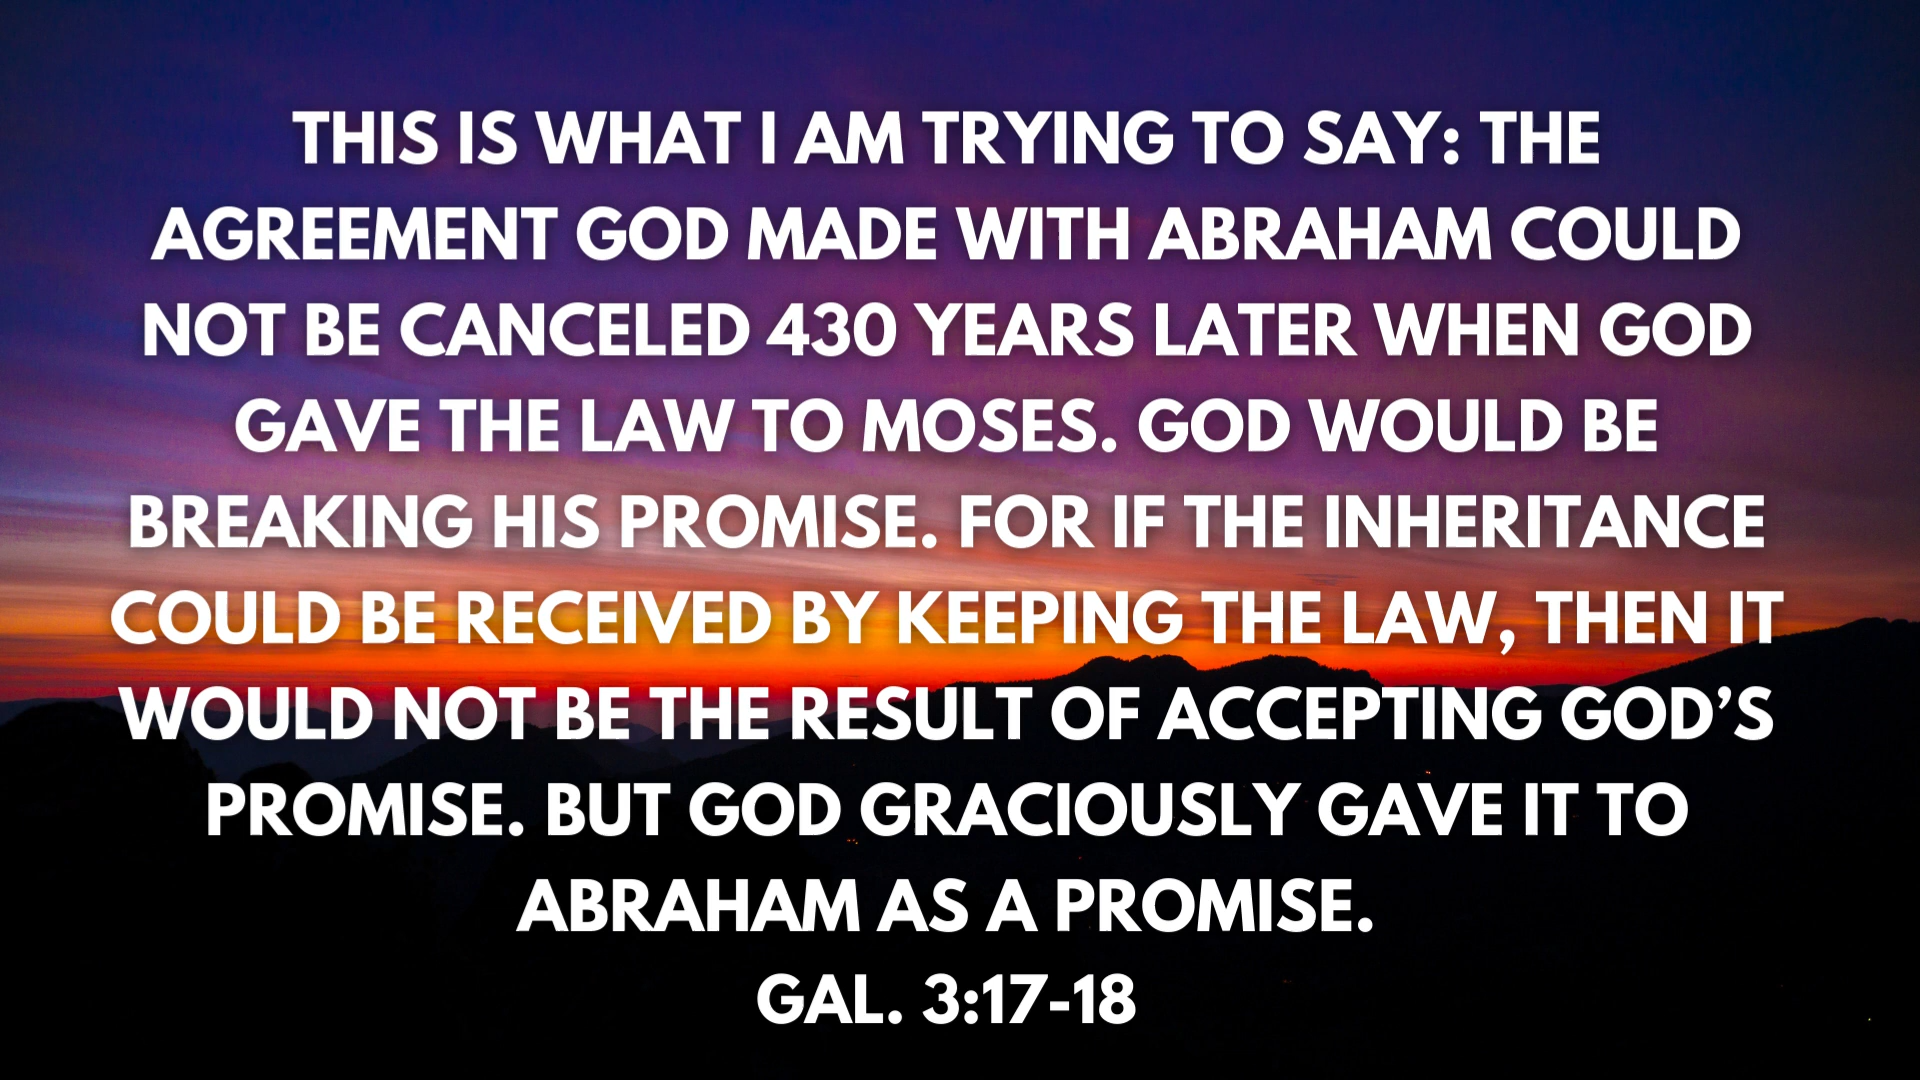 THIS IS WHAT I AM TRYING TO SAY: THE
AGREEMENT GOD MADE WITH ABRAHAM COULD
NOT BE CANCELED 430 YEARS LATER WHEN GOD
GAVE THE LAW TO MOSES. GOD WOULD BE
BREAKING HIS PROMISE. FOR IF THE INHERITANCE
COULD BE RECEIVED BY KEEPING THE LAW, THEN IT
WOULD NOT BE THE RESULT OF ACCEPTING GOD’S
PROMISE. BUT GOD GRACIOUSLY GAVE IT TO
ABRAHAM AS A PROMISE.
GAL. 3:17-18